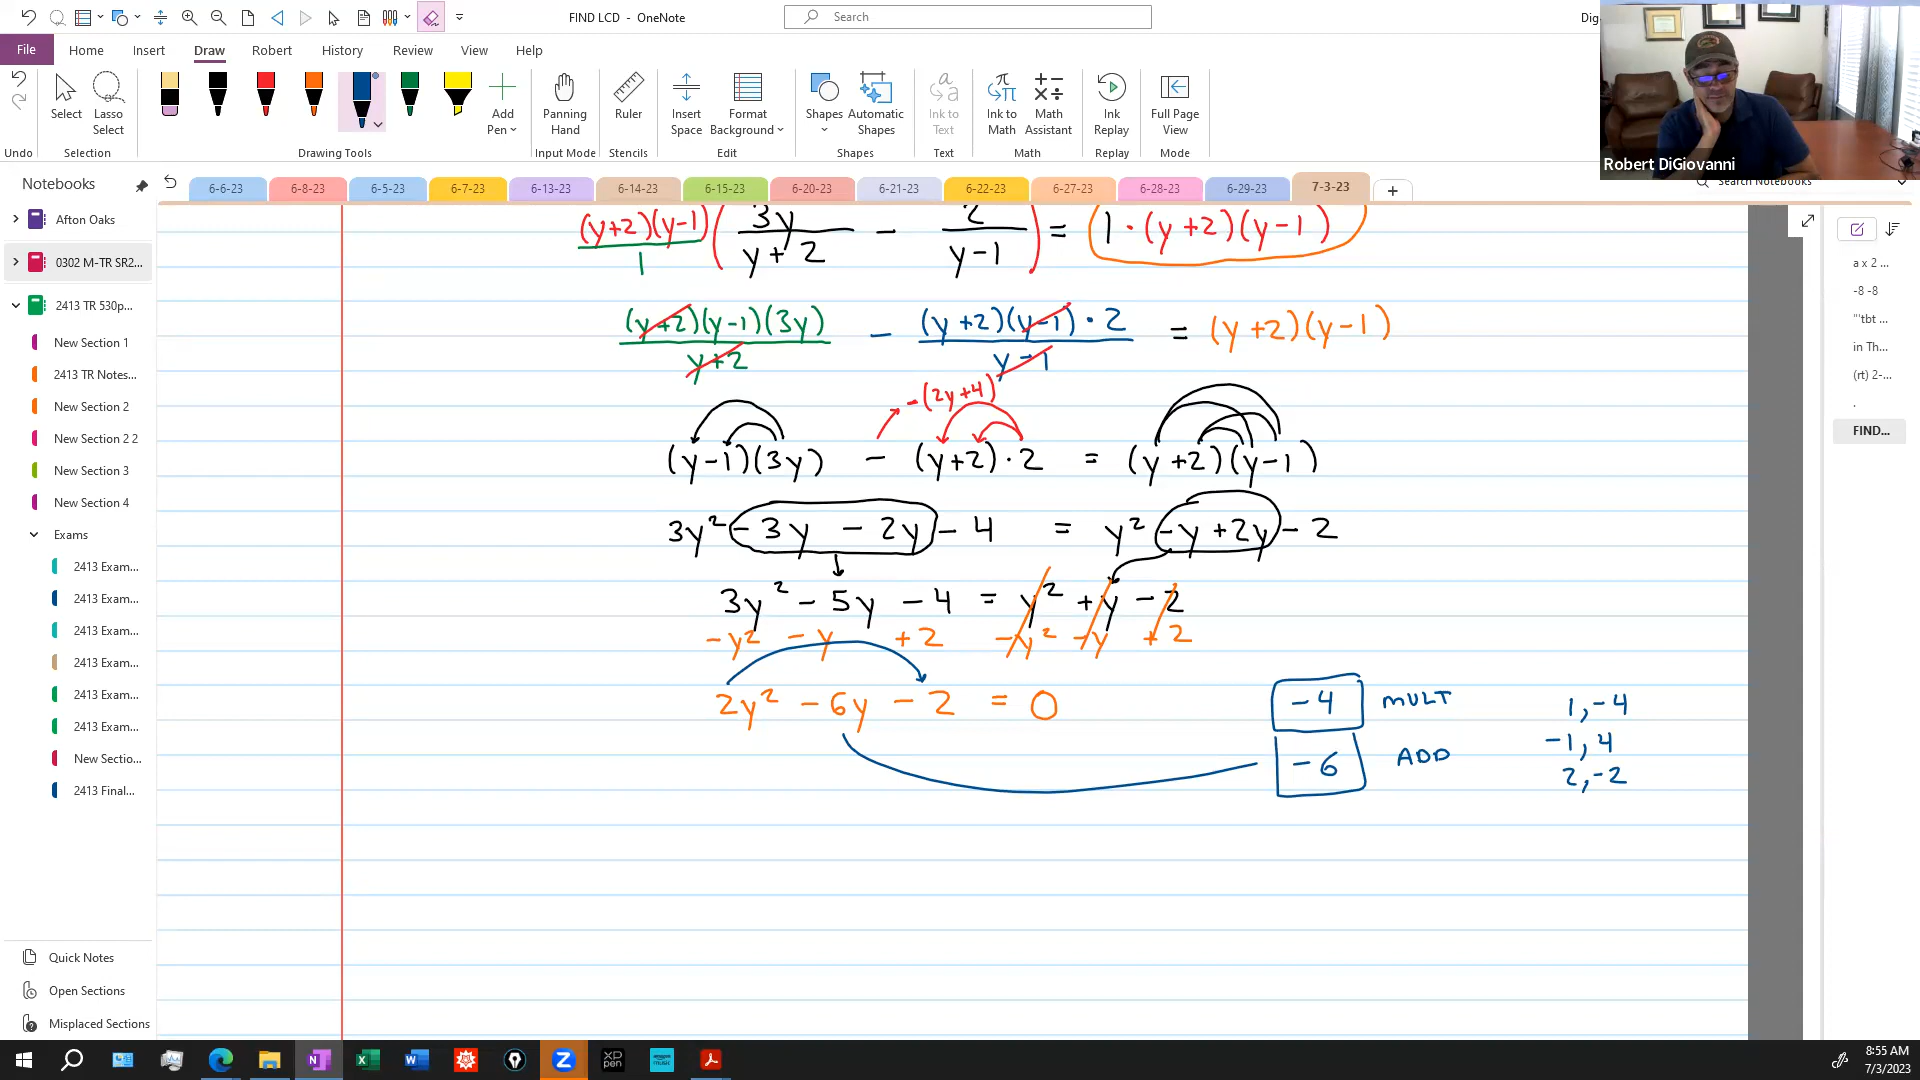 FIND LCD - OneNote
Search
Dig
File Home Insert Draw Robert History Review View Help
Select
Lasso Select
Add Pen
Panning Hand
Ruler
Insert Space
Format Background
Shapes
Automatic Shapes
Ink to Text
Ink to Math
Math Assistant
Ink Replay
Full Page View
Undo Selection Drawing Tools Input Mode Stencils Edit Shapes Text Math Replay Mode
Robert DiGiovanni
Notebooks
6-6-23 6-8-23 6-5-23 6-7-23 6-13-23 6-14-23 6-15-23 6-20-23 6-21-23 6-22-23 6-27-23 6-28-23 6-29-23 7-3-23 +
Search Notebooks
Afton Oaks
0302 M-TR SR2...
2413 TR 530p...
New Section 1
2413 TR Notes...
New Section 2
New Section 2 2
New Section 3
New Section 4
Exams
2413 Exam...
2413 Exam...
2413 Exam...
2413 Exam...
2413 Exam...
2413 Exam...
New Sectio...
2413 Final...
Quick Notes
Open Sections
Misplaced Sections
(y+2)(y-1)/1 (3y/(y+2) - 2/(y-1)) = 1·(y+2)(y-1)
(y+2)(y-1)(3y)/(y+2) - (y+2)(y-1)·2/(y-1) = (y+2)(y-1)
-(2y+4)
(y-1)(3y) - (y+2)·2 = (y+2)(y-1)
3y² - 3y - 2y - 4 = y² - y + 2y - 2
3y² - 5y - 4 = y² + y - 2
-y² - y + 2 -y² - y + 2
2y² - 6y - 2 = 0
-4 MULT
-6 ADD
1, -4
-1, 4
2, -2
a x 2 ...
-8 -8
"'tbt ...
in Th...
(rt) 2-...
.
FIND...
8:55 AM
7/3/2023